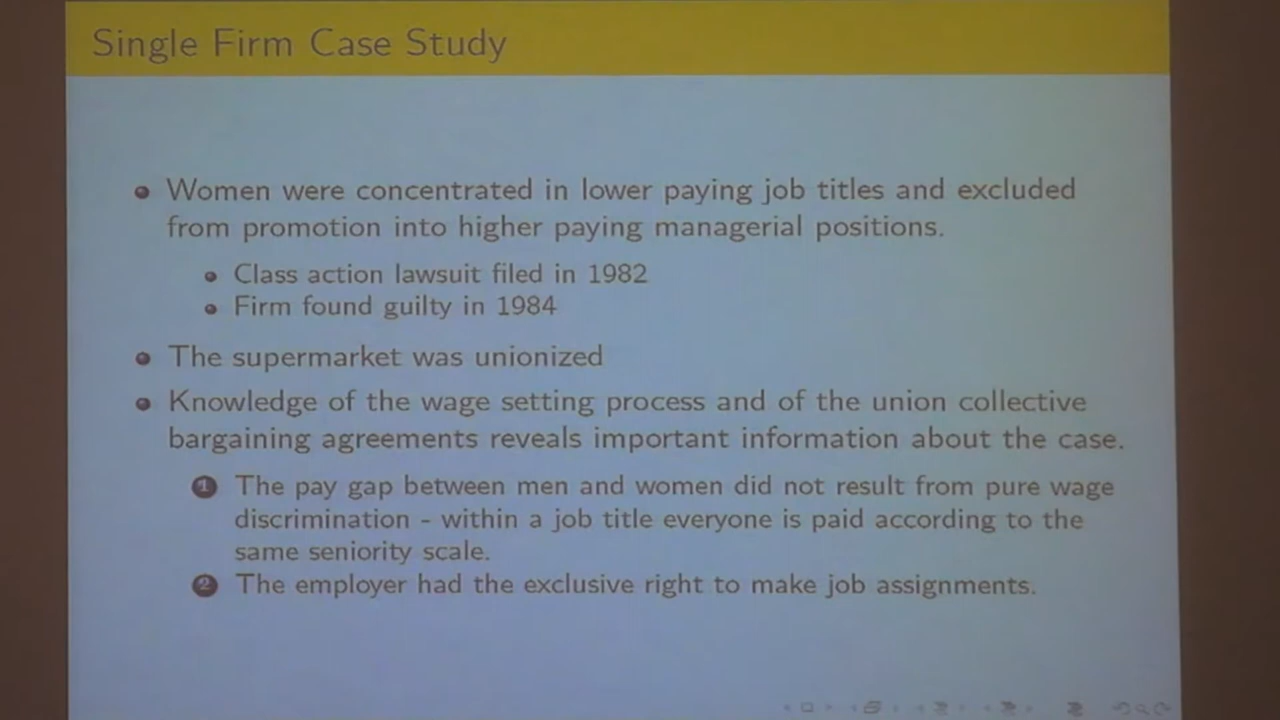 Single Firm Case Study
Women were concentrated in lower paying job titles and excluded
from promotion into higher paying managerial positions.
Class action lawsuit filed in 1982
Firm found guilty in 1984
The supermarket was unionized
Knowledge of the wage setting process and of the union collective
bargaining agreements reveals important information about the case.
1 The pay gap between men and women did not result from pure wage
discrimination - within a job title everyone is paid according to the
same seniority scale.
2 The employer had the exclusive right to make job assignments.